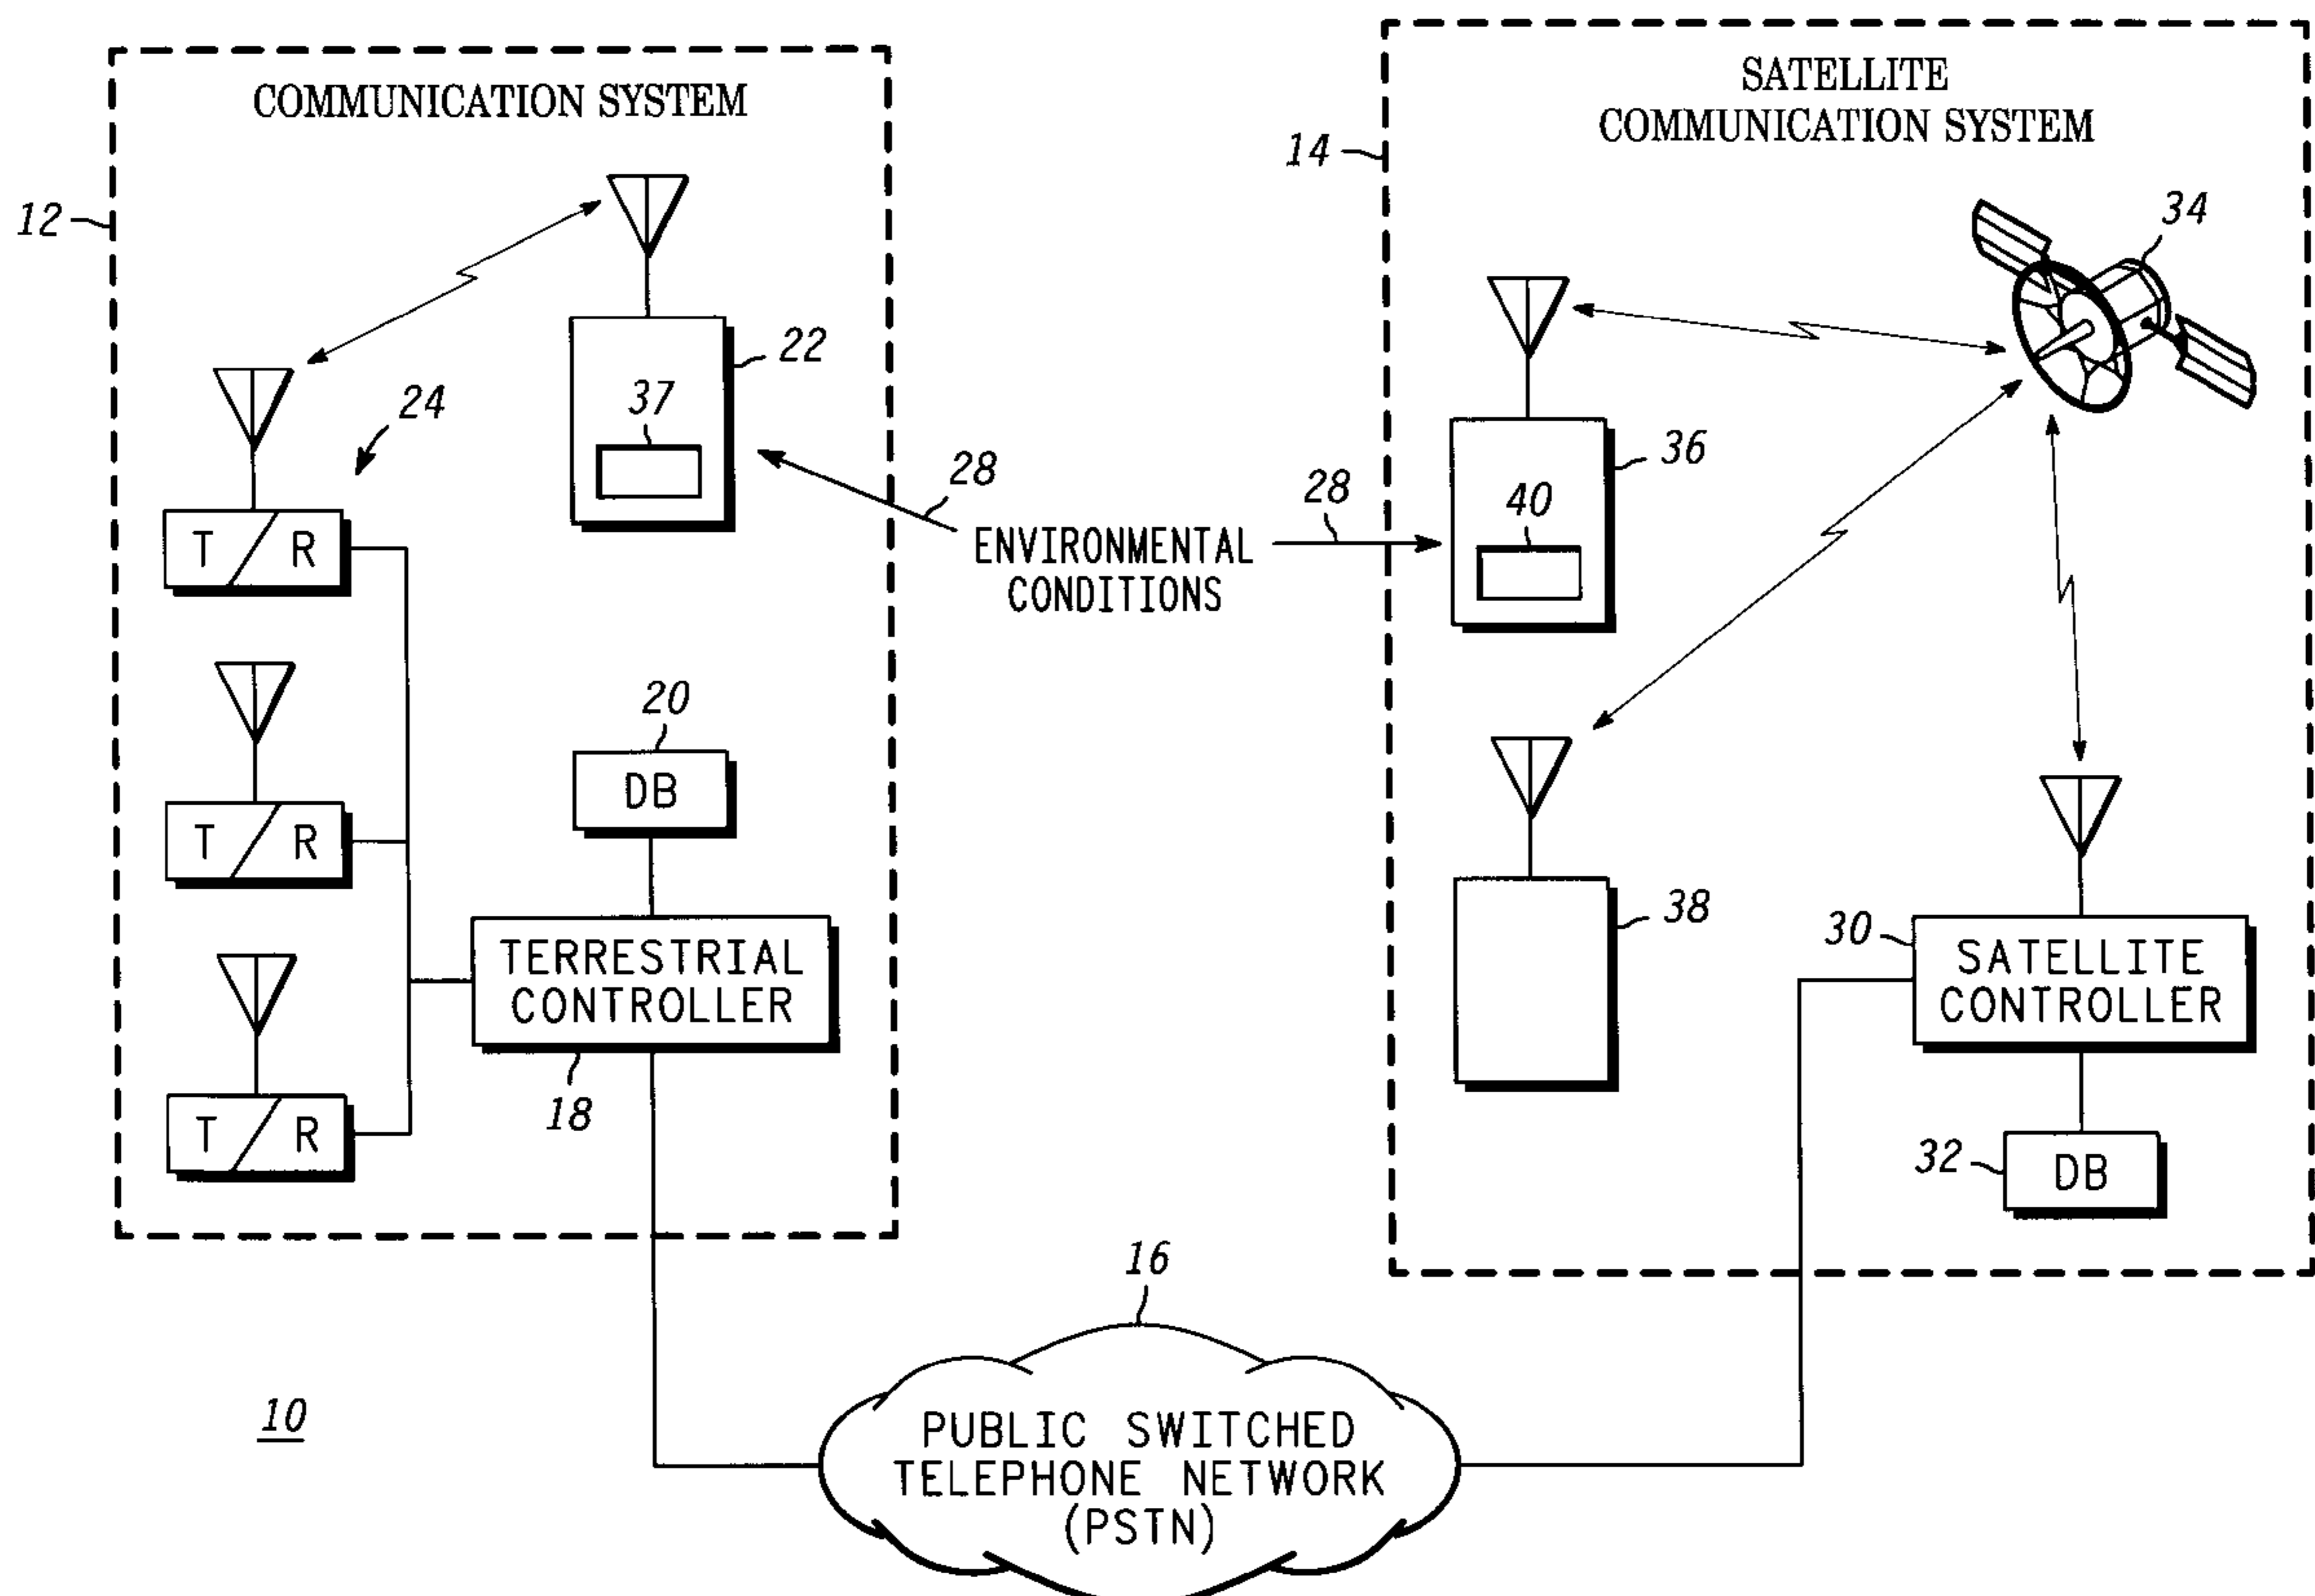 COMMUNICATION SYSTEM
12
22
37
24
28
T / R
T / R
T / R
20
DB
TERRESTRIAL
CONTROLLER
18
ENVIRONMENTAL
CONDITIONS
28
SATELLITE
COMMUNICATION SYSTEM
14
34
36
40
38
30
SATELLITE
CONTROLLER
32
DB
16
PUBLIC SWITCHED
TELEPHONE NETWORK
(PSTN)
10